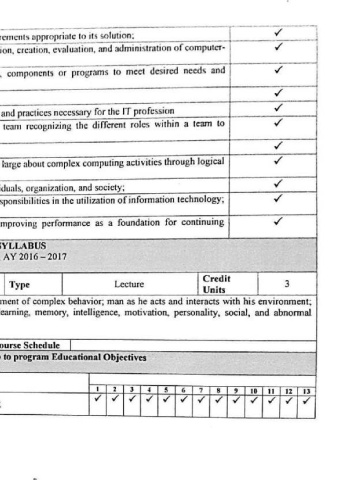 rements appropriate to its solution; ✓
ion, creation, evaluation, and administration of computer- ✓
, components or programs to meet desired needs and ✓
✓
and practices necessary for the IT profession ✓
team recognizing the different roles within a team to ✓
✓
large about complex computing activities through logical ✓
duals, organization, and society; ✓
sponsibilities in the utilization of information technology; ✓
mproving performance as a foundation for continuing ✓
SYLLABUS
AY 2016 – 2017
Type Lecture Credit Units 3
ment of complex behavior; man as he acts and interacts with his environment;
earning, memory, intelligence, motivation, personality, social, and abnormal
ourse Schedule
to program Educational Objectives
1 2 3 4 5 6 7 8 9 10 11 12 13
✓ ✓ ✓ ✓ ✓ ✓ ✓ ✓ ✓ ✓ ✓ ✓ ✓